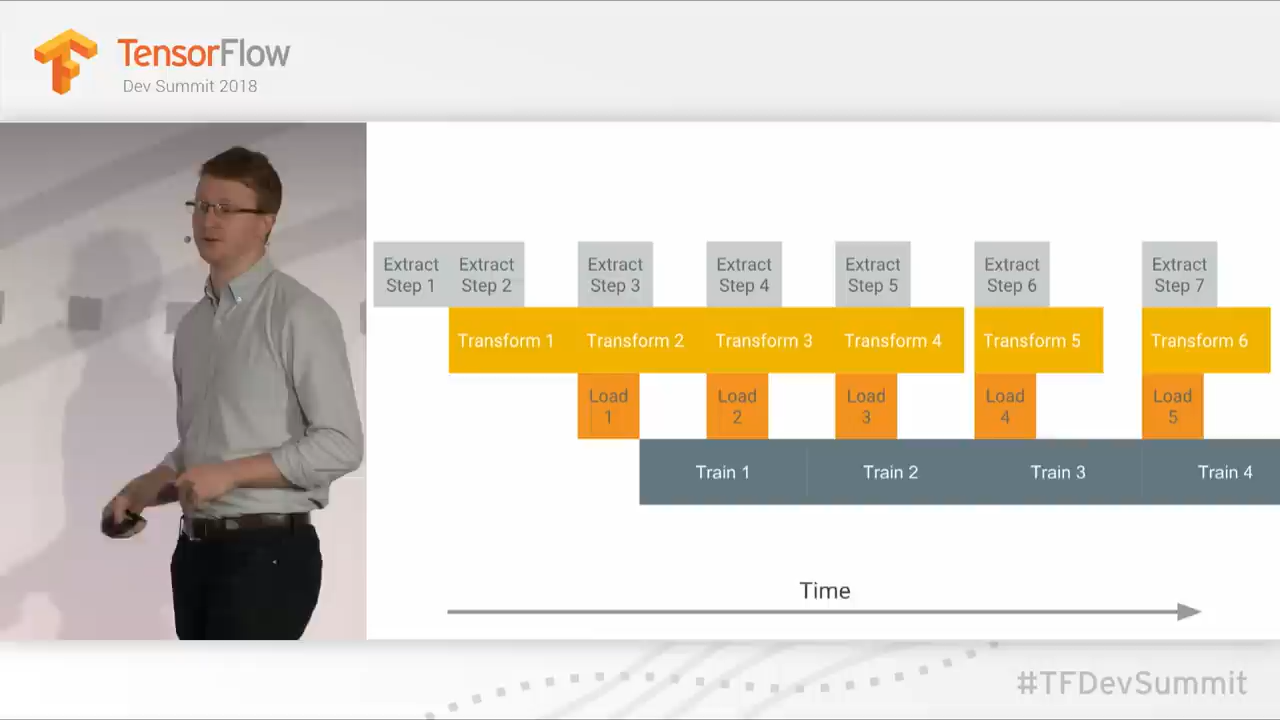 TensorFlow
Dev Summit 2018
Extract Step 1
Extract Step 2
Extract Step 3
Extract Step 4
Extract Step 5
Extract Step 6
Extract Step 7
Transform 1
Transform 2
Transform 3
Transform 4
Transform 5
Transform 6
Load 1
Load 2
Load 3
Load 4
Load 5
Train 1
Train 2
Train 3
Train 4
Time
#TFDevSummit